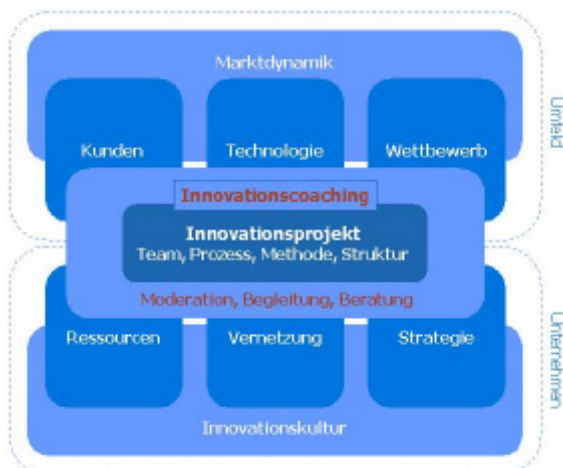 Marktdynamik
Kunden
Technologie
Wettbewerb
Umfeld
Innovationscoaching
Innovationsprojekt
Team, Prozess, Methode, Struktur
Moderation, Begleitung, Beratung
Ressourcen
Vernetzung
Strategie
Unternehmen
Innovationskultur